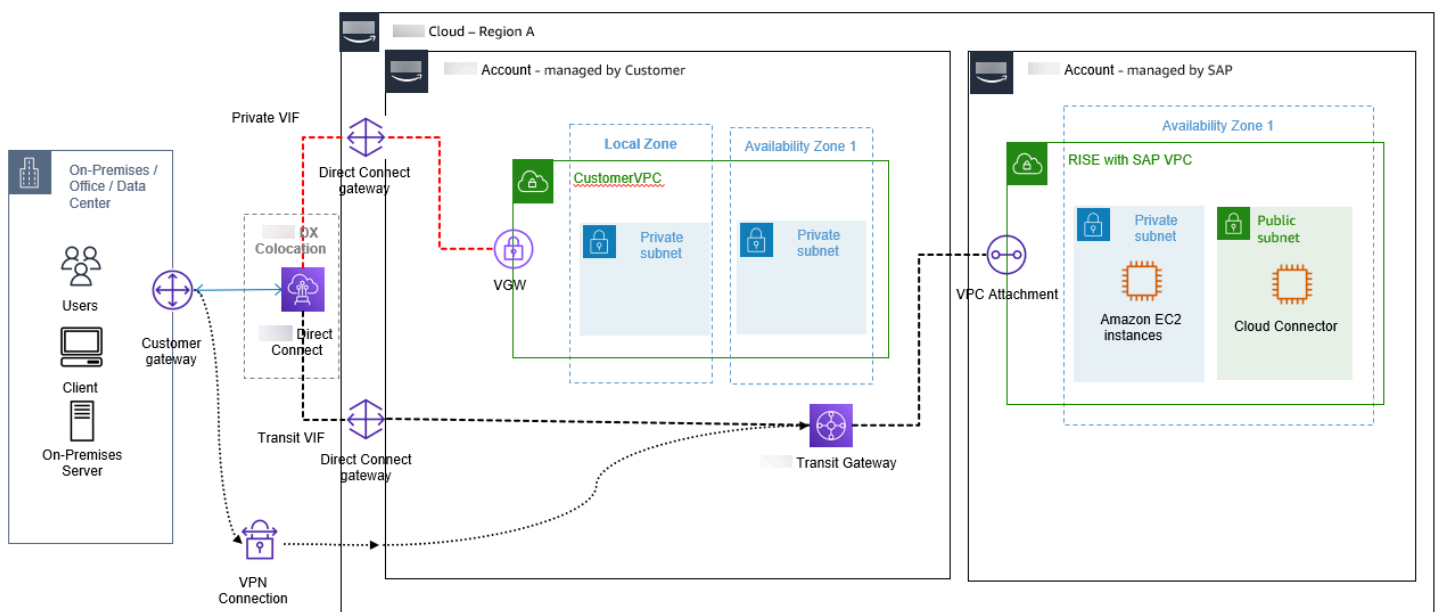 Cloud – Region A
Account - managed by Customer
Account - managed by SAP
Private VIF
Direct Connect
gateway
Local Zone
Availability Zone 1
Availability Zone 1
CustomerVPC
RISE with SAP VPC
On-Premises /
Office / Data
Center
DX
Colocation
Private
subnet
Private
subnet
Private
subnet
Public
subnet
VGW
VPC Attachment
Users
Customer
gateway
Direct
Connect
Amazon EC2
instances
Cloud Connector
Client
On-Premises
Server
Transit VIF
Direct Connect
gateway
Transit Gateway
VPN
Connection